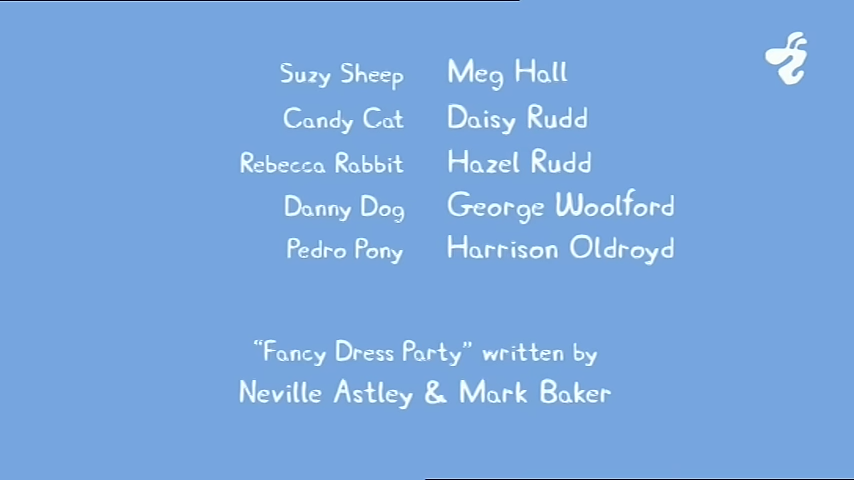 Suzy Sheep Meg Hall
Candy Cat Daisy Rudd
Rebecca Rabbit Hazel Rudd
Danny Dog George Woolford
Pedro Pony Harrison Oldroyd
“Fancy Dress Party” written by
Neville Astley & Mark Baker